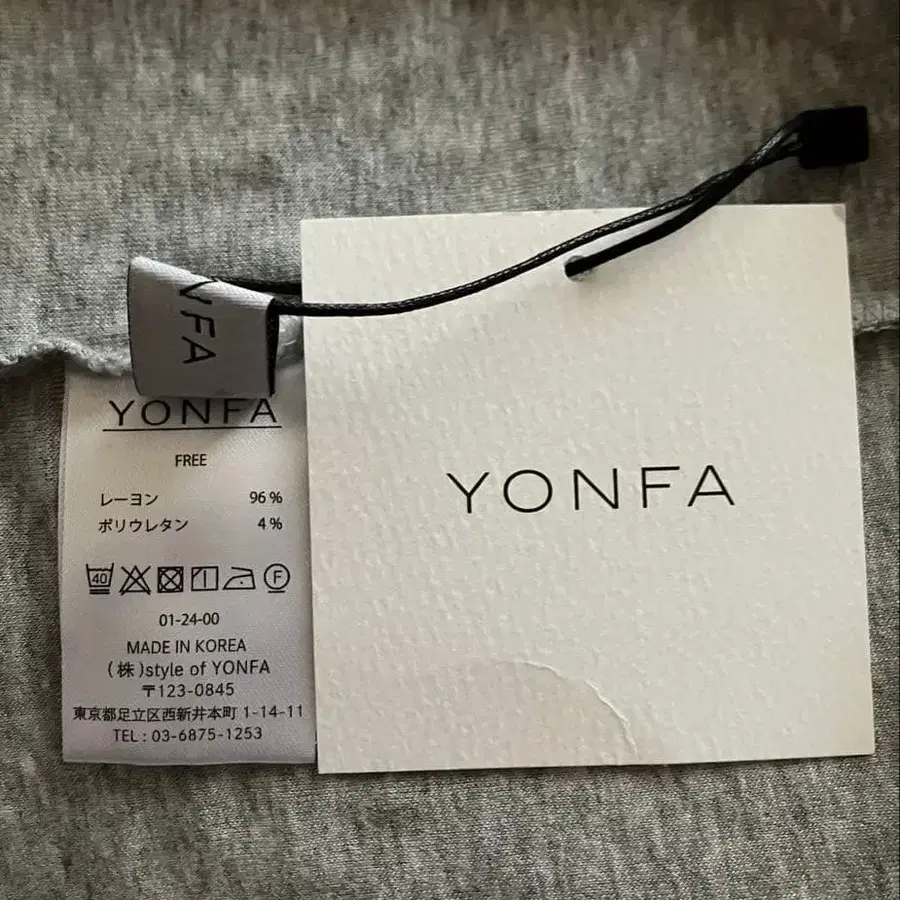 NFA
YONFA
FREE
レーヨン 96 %
ポリウレタン 4 %
40 F
01-24-00
MADE IN KOREA
(株)style of YONFA
〒123-0845
東京都足立区西新井本町 1-14-11
TEL : 03-6875-1253
YONFA